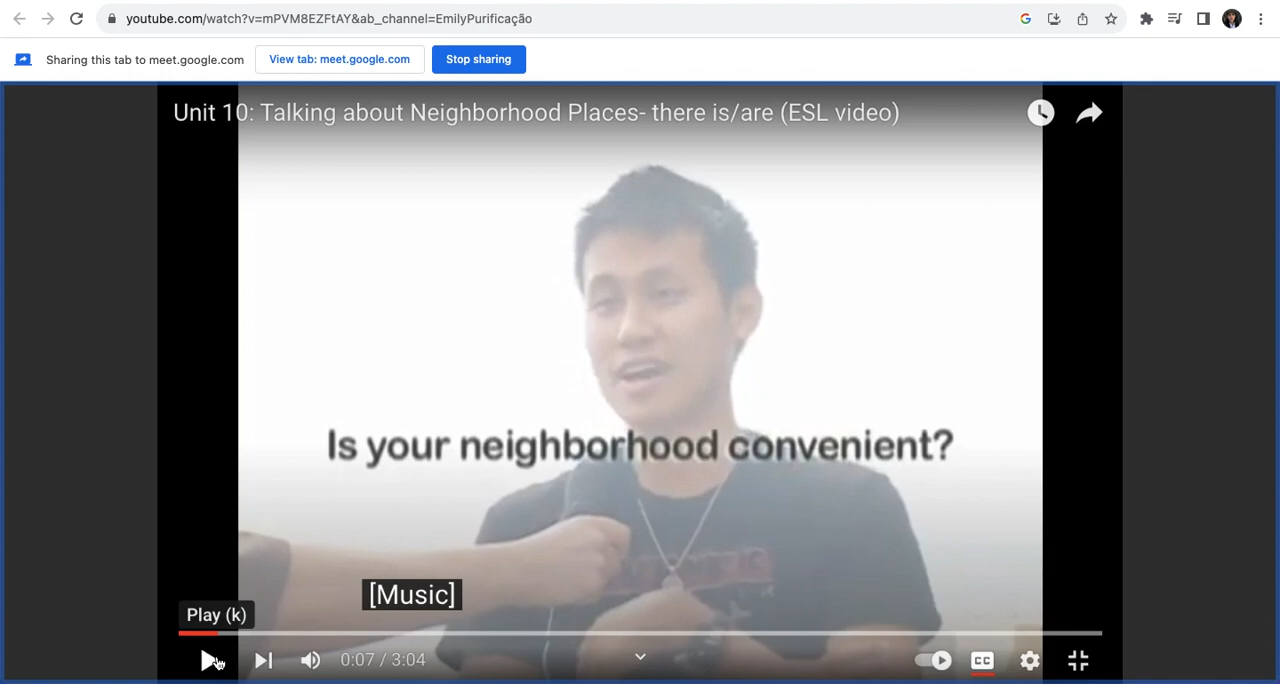 youtube.com/watch?v=mPVM8EZFtAY&ab_channel=EmilyPurificação
Sharing this tab to meet.google.com
View tab: meet.google.com
Stop sharing
Unit 10: Talking about Neighborhood Places- there is/are (ESL video)
Is your neighborhood convenient?
[Music]
Play (k)
0:07 / 3:04
CC